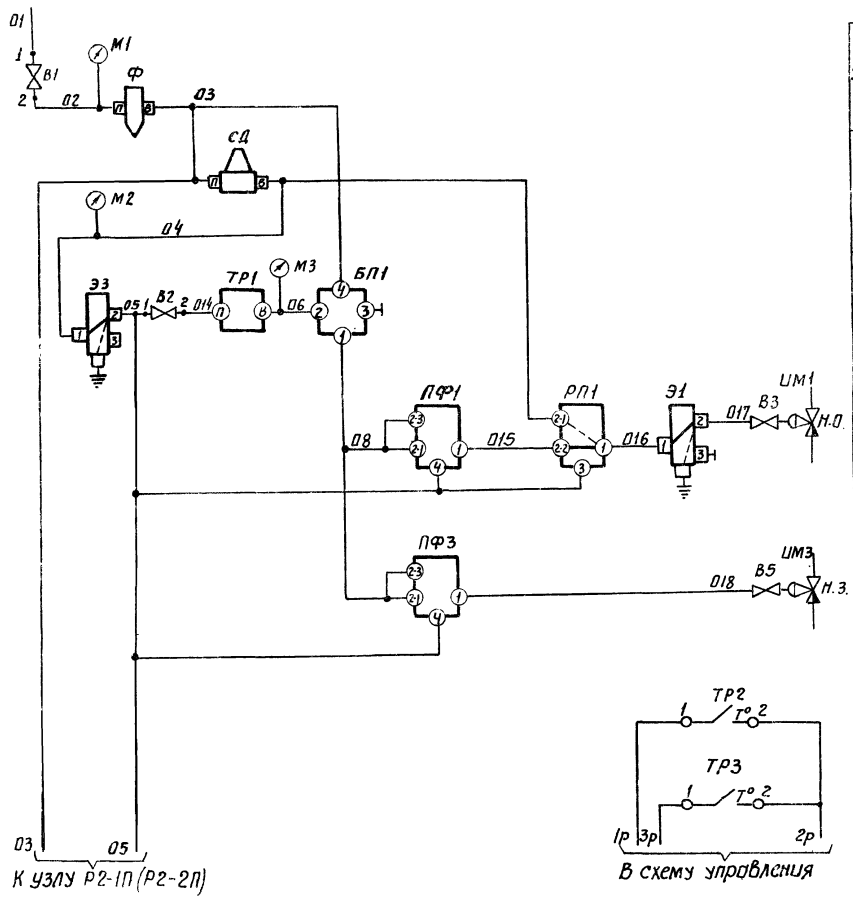 01
1
В1
2
02
М1
Ф
П
В
03
СД
П
В
М2
04
ЭЗ
1
2
3
05
1
В2
2
014
ТР1
П
В
М3
06
БП1
4
2
3
1
08
ПФ1
2-3
2-1
1
4
015
РП1
2-1
2-2
1
3
016
Э1
1
2
3
017
В3
ИМ1
Н.О.
ПФ3
2-3
2-1
1
4
018
В5
ИМ3
Н.З.
ТР2
1
Т°
2
ТР3
1
Т°
2
1р
3р
2р
В схему управления
03
05
К узлу Р2-1П (Р2-2П)